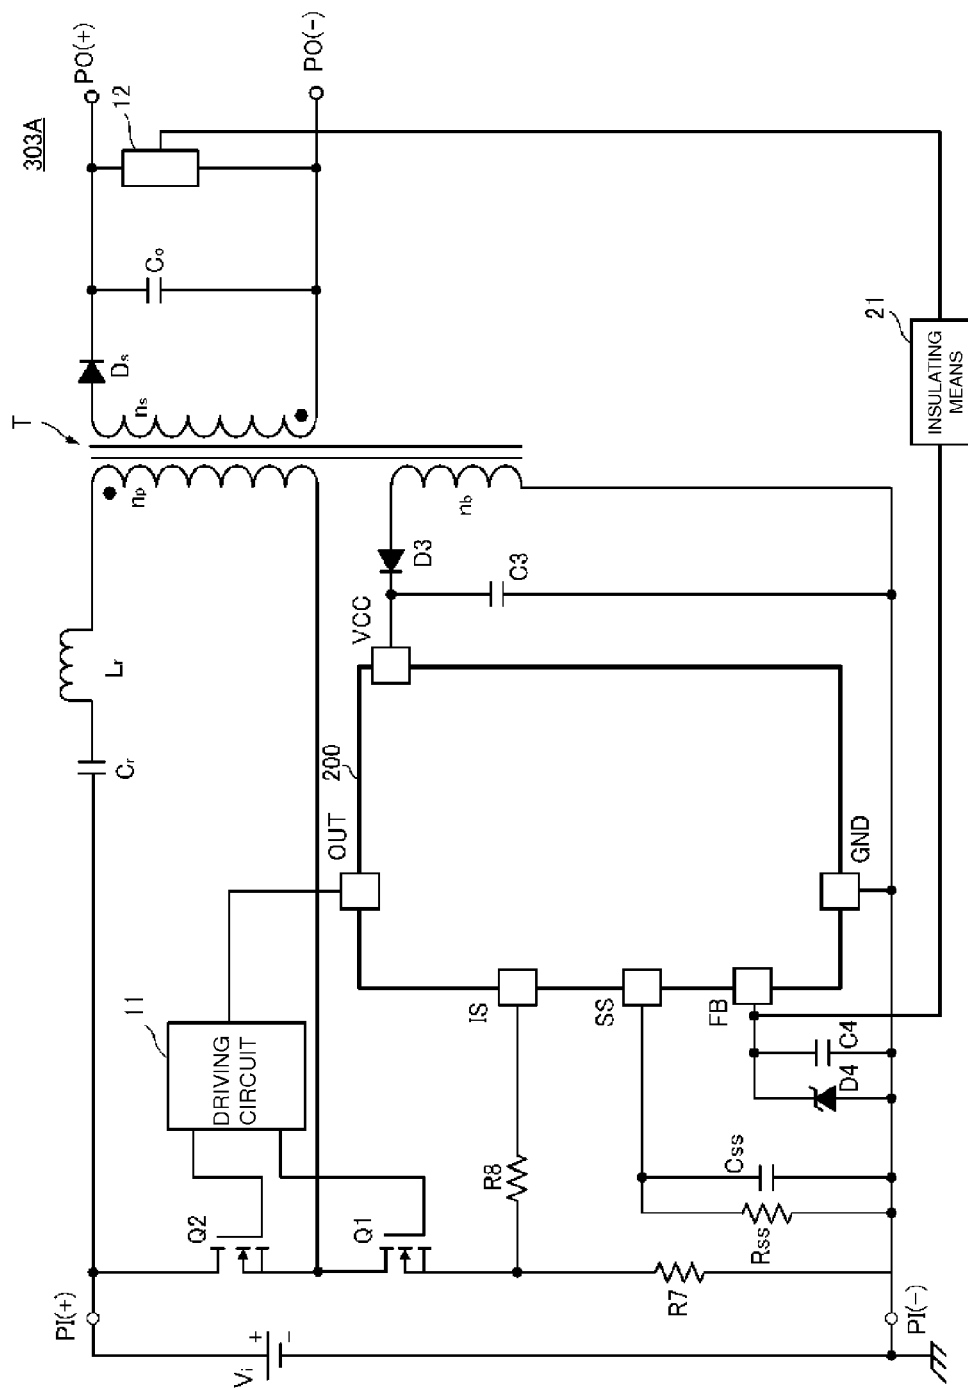 303A
PO(+)
PO(-)
12
Co
Ds
ns
T
np
nb
Lr
Cr
D3
C3
VCC
200
OUT
GND
IS
SS
FB
11
DRIVING
CIRCUIT
Q2
Q1
R8
R7
Rss
Css
C4
D4
21
INSULATING
MEANS
PI(+)
PI(-)
Vi
+
-